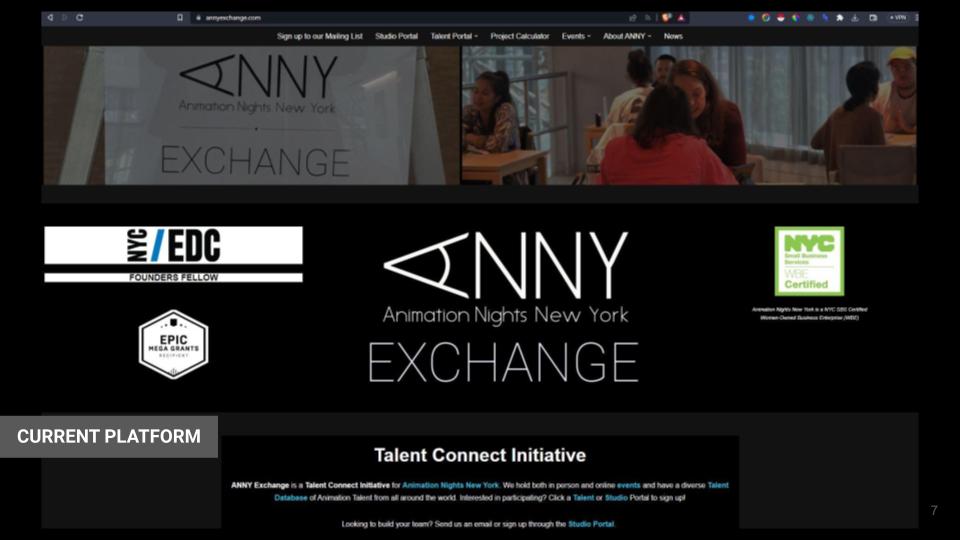 annyexchange.com
VPN
Sign up to our Mailing List Studio Portal Talent Portal Project Calculator Events About ANNY News
ANNY
Animation Nights New York
EXCHANGE
NYC / EDC
FOUNDERS FELLOW
EPIC
MEGA GRANTS
RECIPIENT
ANNY
Animation Nights New York
EXCHANGE
NYC
Small Business
Services
WBE
Certified
Animation Nights New York is a NYC SBS Certified
Women-Owned Business Enterprise (WBE)
CURRENT PLATFORM
Talent Connect Initiative
ANNY Exchange is a Talent Connect Initiative for Animation Nights New York. We hold both in person and online events and have a diverse Talent
Database of Animation Talent from all around the world. Interested in participating? Click a Talent or Studio Portal to sign up!
Looking to build your team? Send us an email or sign up through the Studio Portal.
7